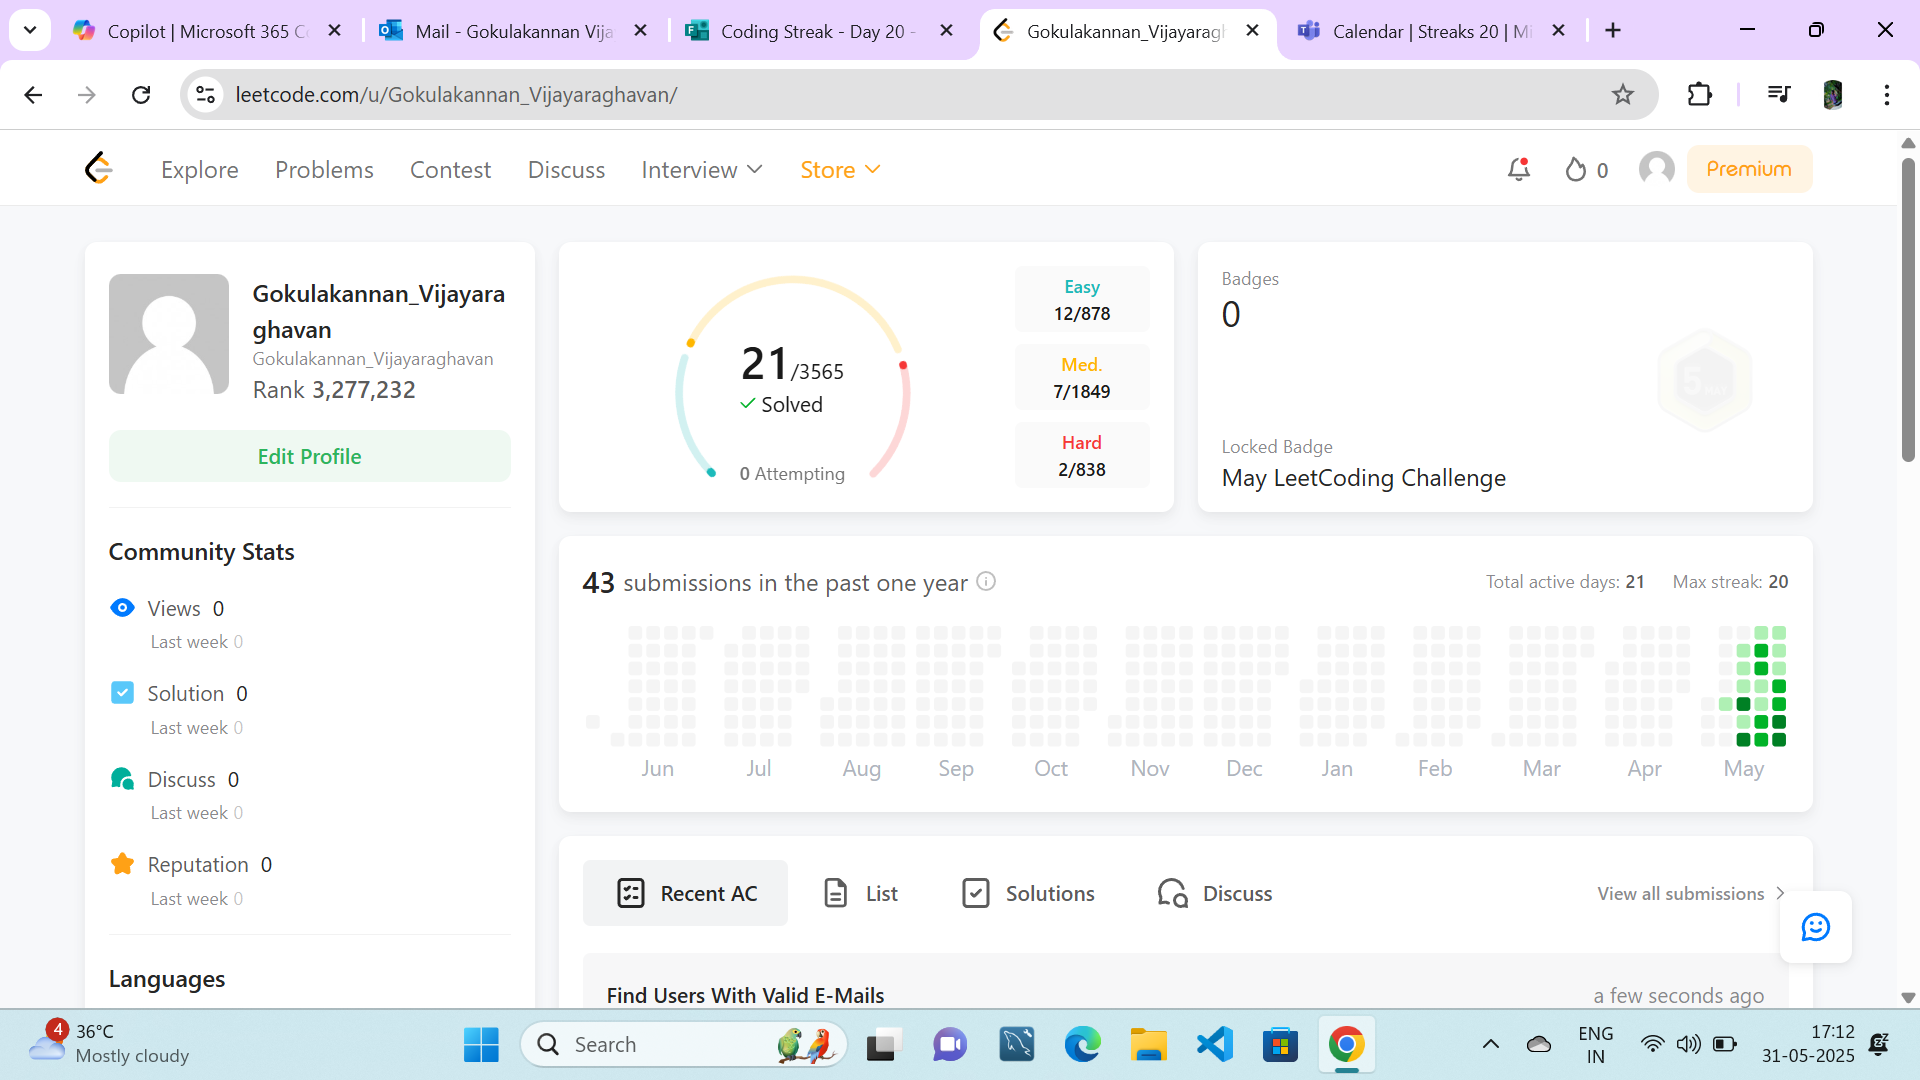 Copilot | Microsoft 365 C
Mail - Gokulakannan Vija
Coding Streak - Day 20 -
Gokulakannan_Vijayaragh
Calendar | Streaks 20 | Mi
leetcode.com/u/Gokulakannan_Vijayaraghavan/
Explore
Problems
Contest
Discuss
Interview
Store
0
Premium
Gokulakannan_Vijayara
ghavan
Gokulakannan_Vijayaraghavan
Rank 3,277,232
Edit Profile
Community Stats
Views 0
Last week 0
Solution 0
Last week 0
Discuss 0
Last week 0
Reputation 0
Last week 0
Languages
21/3565
Solved
0 Attempting
Easy
12/878
Med.
7/1849
Hard
2/838
Badges
0
Locked Badge
May LeetCoding Challenge
43 submissions in the past one year
Total active days: 21
Max streak: 20
Jun
Jul
Aug
Sep
Oct
Nov
Dec
Jan
Feb
Mar
Apr
May
Recent AC
List
Solutions
Discuss
View all submissions
Find Users With Valid E-Mails
a few seconds ago
4
36°C
Mostly cloudy
Search
ENG
IN
17:12
31-05-2025